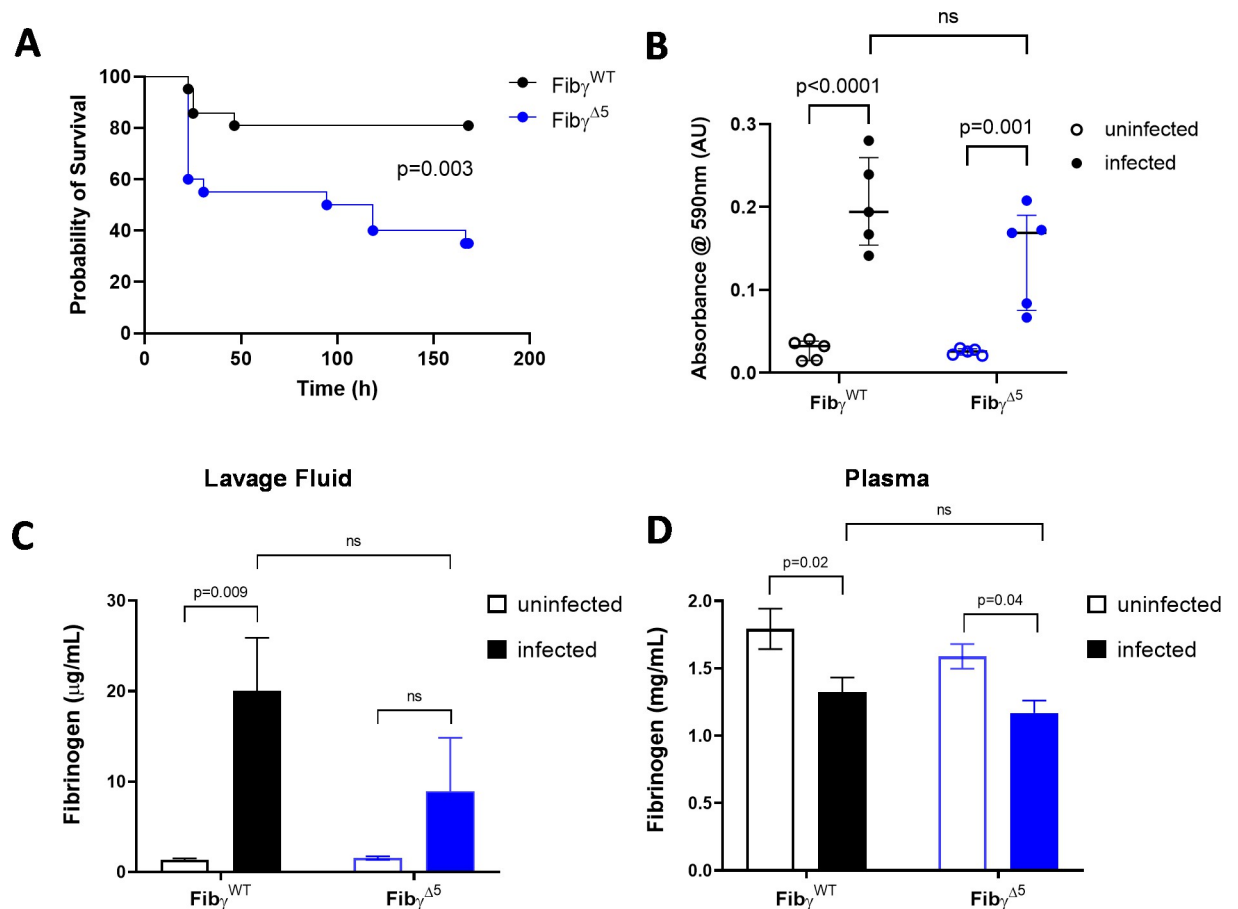 A
100
80
60
40
20
0
Probability of Survival
0 50 100 150 200
Time (h)
FibγWT
FibγΔ5
p=0.003
B
ns
p<0.0001
p=0.001
0.3
0.2
0.1
0.0
Absorbance @ 590nm (AU)
FibγWT FibγΔ5
uninfected
infected
Lavage Fluid
C
ns
p=0.009
ns
30
20
10
0
Fibrinogen (μg/mL)
FibγWT FibγΔ5
uninfected
infected
Plasma
D
ns
p=0.02
p=0.04
2.0
1.5
1.0
0.5
0.0
Fibrinogen (mg/mL)
FibγWT FibγΔ5
uninfected
infected